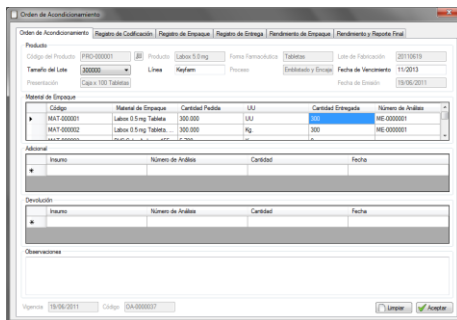 Orden de Acondicionamiento
Orden de Acondicionamiento Registro de Codificación Registro de Empaque Registro de Entrega Rendimiento de Empaque Rendimiento y Reporte Final
Producto
Código del Producto PRO-000001 Producto Labox 5.0mg Forma Farmacéutica Tabletas Lote de Fabricación 20110619
Tamaño del Lote 300000 Línea Keyfarm Proceso Emblistado y Encaje Fecha de Vencimiento 11/2013
Presentación Caja x 100 Tabletas Fecha de Emisión 19/06/2011
Material de Empaque
Código Material de Empaque Cantidad Pedida UU Cantidad Entregada Número de Análisis
MAT-000001 Labox 0.5 mg Tableta 300.000 UU 300 ME-0000001
MAT-000002 Labox 0.5 mg Tableta. ... 300.000 Kg. 300 ME-0000001
Adicional
Insumo Número de Análisis Cantidad Fecha
Devolución
Insumo Número de Análisis Cantidad Fecha
Observaciones
Vigencia 19/06/2011 Código OA-0000037 Limpiar Aceptar